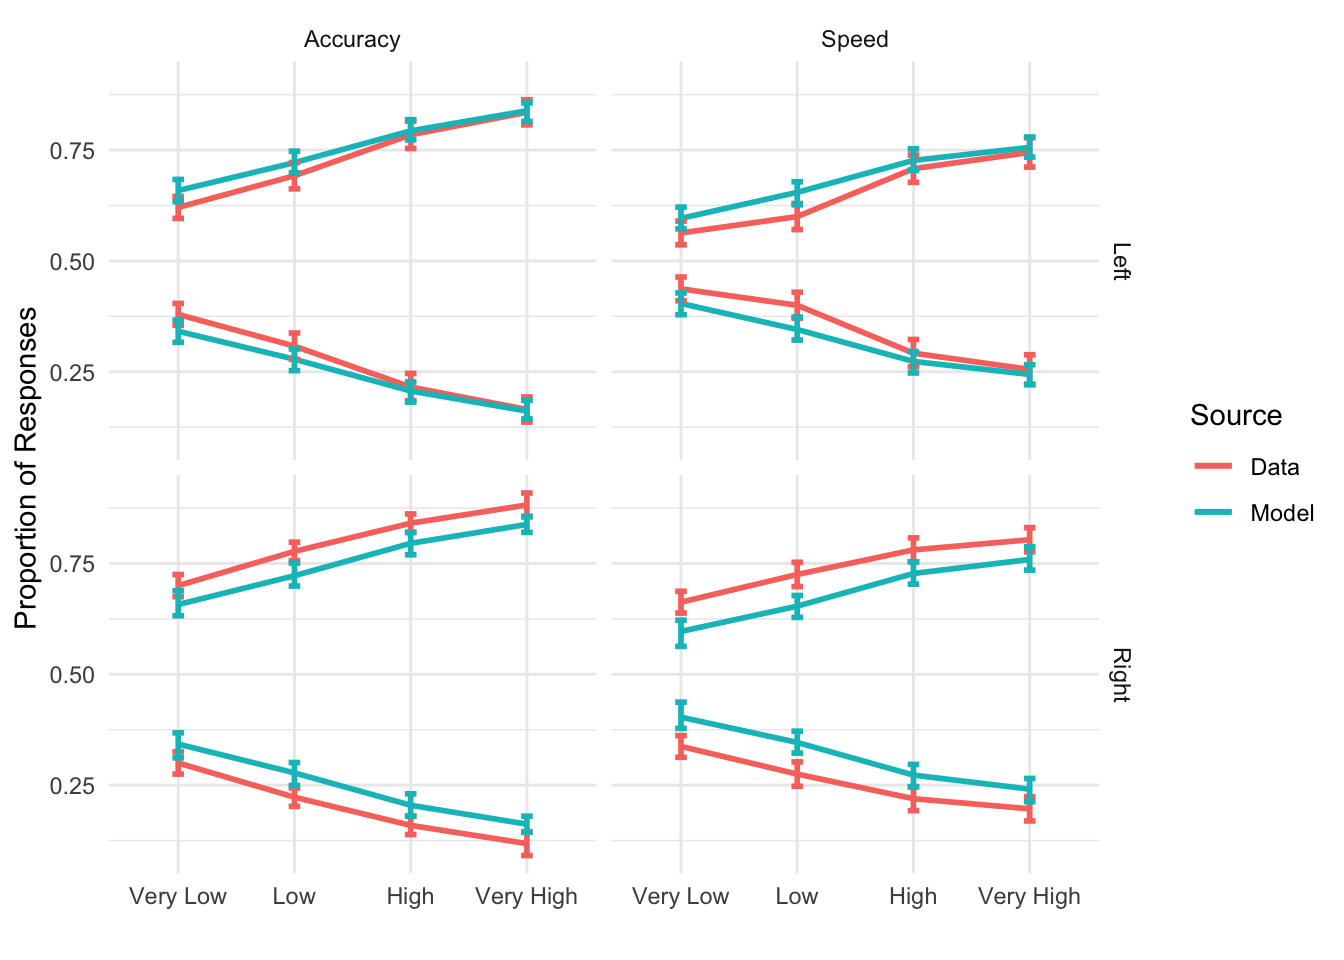 Accuracy
Speed
Proportion of Responses
0.75
0.50
0.25
Left
0.75
0.50
0.25
Right
Very Low
Low
High
Very High
Very Low
Low
High
Very High
Source
Data
Model